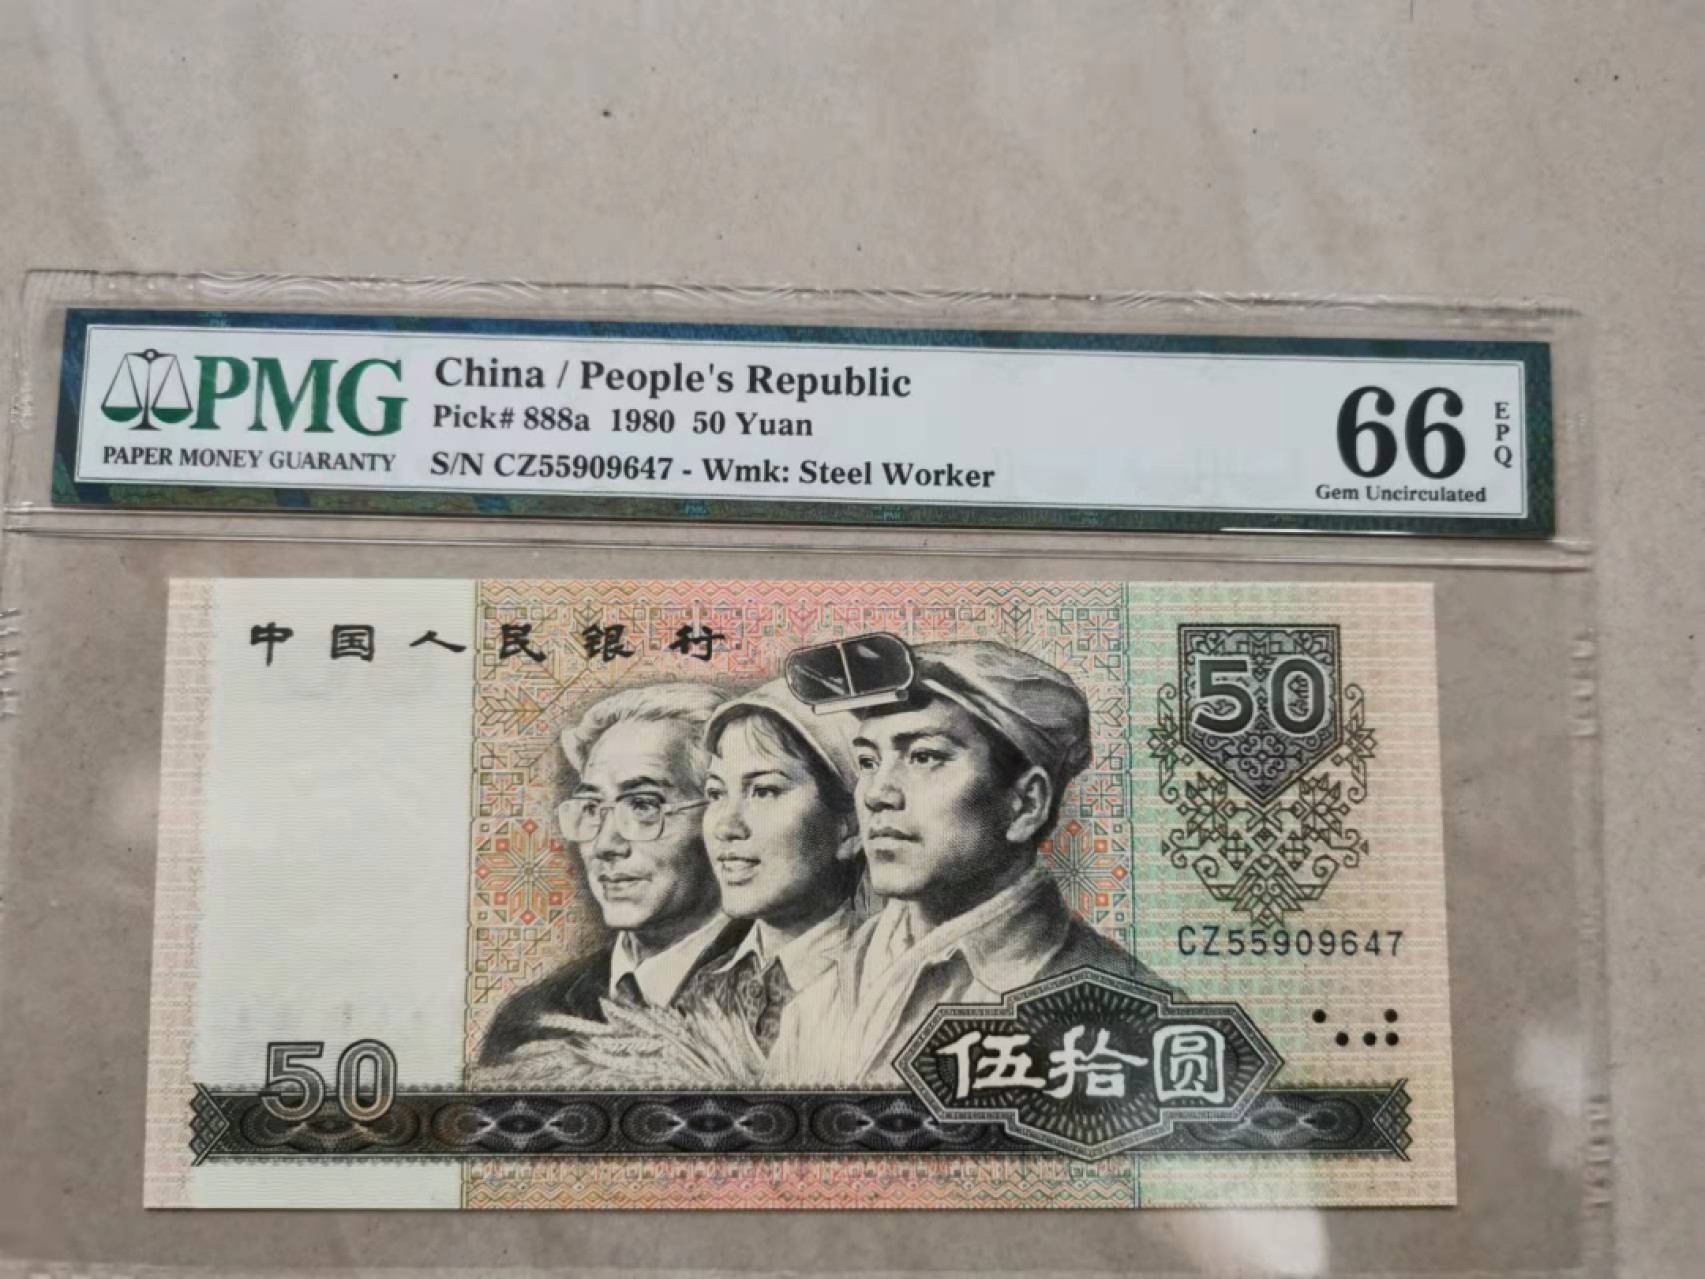 PMG
PAPER MONEY GUARANTY
China / People's Republic
Pick# 888a 1980 50 Yuan
S/N CZ55909647 - Wmk: Steel Worker
66
EPQ
Gem Uncirculated
中国人民银行
50
CZ55909647
50
伍拾圆